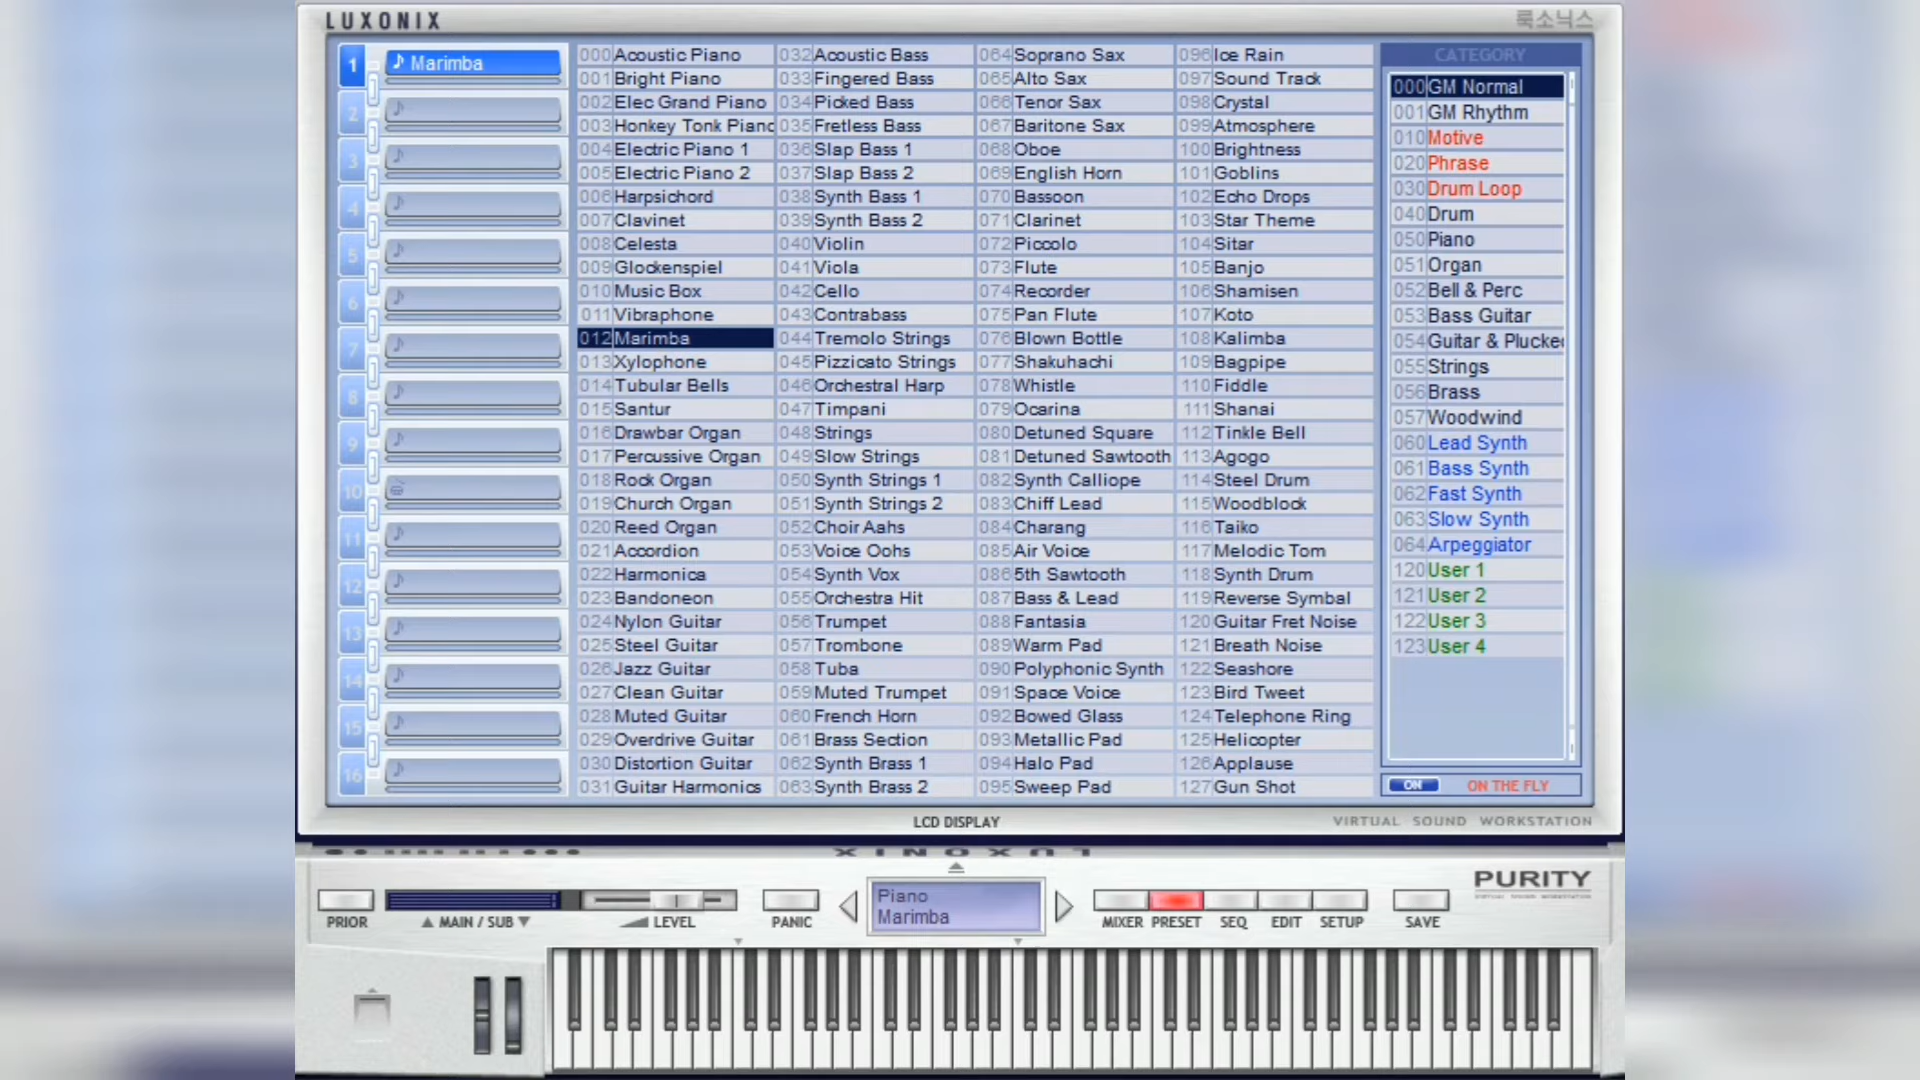 LUXONIX
룩소닉스
1 Marimba
2
3
4
5
6
7
8
9
10
11
12
13
14
15
16
000 Acoustic Piano
001 Bright Piano
002 Elec Grand Piano
003 Honkey Tonk Piano
004 Electric Piano 1
005 Electric Piano 2
006 Harpsichord
007 Clavinet
008 Celesta
009 Glockenspiel
010 Music Box
011 Vibraphone
012 Marimba
013 Xylophone
014 Tubular Bells
015 Santur
016 Drawbar Organ
017 Percussive Organ
018 Rock Organ
019 Church Organ
020 Reed Organ
021 Accordion
022 Harmonica
023 Bandoneon
024 Nylon Guitar
025 Steel Guitar
026 Jazz Guitar
027 Clean Guitar
028 Muted Guitar
029 Overdrive Guitar
030 Distortion Guitar
031 Guitar Harmonics
032 Acoustic Bass
033 Fingered Bass
034 Picked Bass
035 Fretless Bass
036 Slap Bass 1
037 Slap Bass 2
038 Synth Bass 1
039 Synth Bass 2
040 Violin
041 Viola
042 Cello
043 Contrabass
044 Tremolo Strings
045 Pizzicato Strings
046 Orchestral Harp
047 Timpani
048 Strings
049 Slow Strings
050 Synth Strings 1
051 Synth Strings 2
052 Choir Aahs
053 Voice Oohs
054 Synth Vox
055 Orchestra Hit
056 Trumpet
057 Trombone
058 Tuba
059 Muted Trumpet
060 French Horn
061 Brass Section
062 Synth Brass 1
063 Synth Brass 2
064 Soprano Sax
065 Alto Sax
066 Tenor Sax
067 Baritone Sax
068 Oboe
069 English Horn
070 Bassoon
071 Clarinet
072 Piccolo
073 Flute
074 Recorder
075 Pan Flute
076 Blown Bottle
077 Shakuhachi
078 Whistle
079 Ocarina
080 Detuned Square
081 Detuned Sawtooth
082 Synth Calliope
083 Chiff Lead
084 Charang
085 Air Voice
086 5th Sawtooth
087 Bass & Lead
088 Fantasia
089 Warm Pad
090 Polyphonic Synth
091 Space Voice
092 Bowed Glass
093 Metallic Pad
094 Halo Pad
095 Sweep Pad
096 Ice Rain
097 Sound Track
098 Crystal
099 Atmosphere
100 Brightness
101 Goblins
102 Echo Drops
103 Star Theme
104 Sitar
105 Banjo
106 Shamisen
107 Koto
108 Kalimba
109 Bagpipe
110 Fiddle
111 Shanai
112 Tinkle Bell
113 Agogo
114 Steel Drum
115 Woodblock
116 Taiko
117 Melodic Tom
118 Synth Drum
119 Reverse Symbal
120 Guitar Fret Noise
121 Breath Noise
122 Seashore
123 Bird Tweet
124 Telephone Ring
125 Helicopter
126 Applause
127 Gun Shot
CATEGORY
000 GM Normal
001 GM Rhythm
010 Motive
020 Phrase
030 Drum Loop
040 Drum
050 Piano
051 Organ
052 Bell & Perc
053 Bass Guitar
054 Guitar & Plucked
055 Strings
056 Brass
057 Woodwind
060 Lead Synth
061 Bass Synth
062 Fast Synth
063 Slow Synth
064 Arpeggiator
120 User 1
121 User 2
122 User 3
123 User 4
ON ON THE FLY
LCD DISPLAY
VIRTUAL SOUND WORKSTATION
LUXONIX
PURITY
Piano
Marimba
PRIOR MAIN / SUB LEVEL PANIC MIXER PRESET SEQ EDIT SETUP SAVE